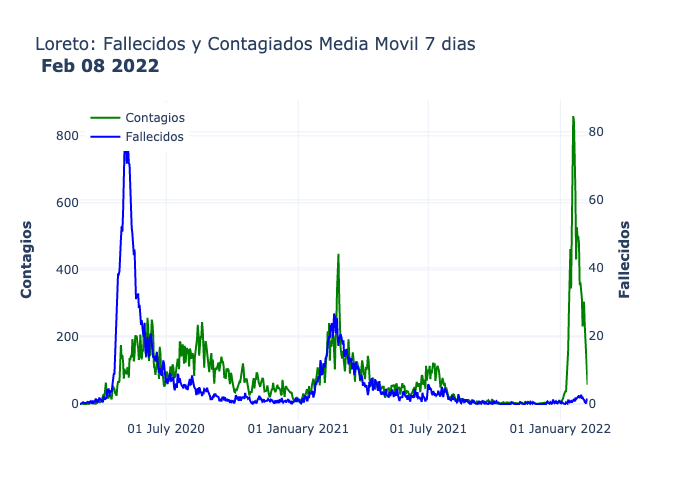 Loreto: Fallecidos y Contagiados Media Movil 7 dias
Feb 08 2022
Contagios
Fallecidos
800
600
400
200
0
80
60
40
20
0
Contagios
Fallecidos
01 July 2020
01 January 2021
01 July 2021
01 January 2022